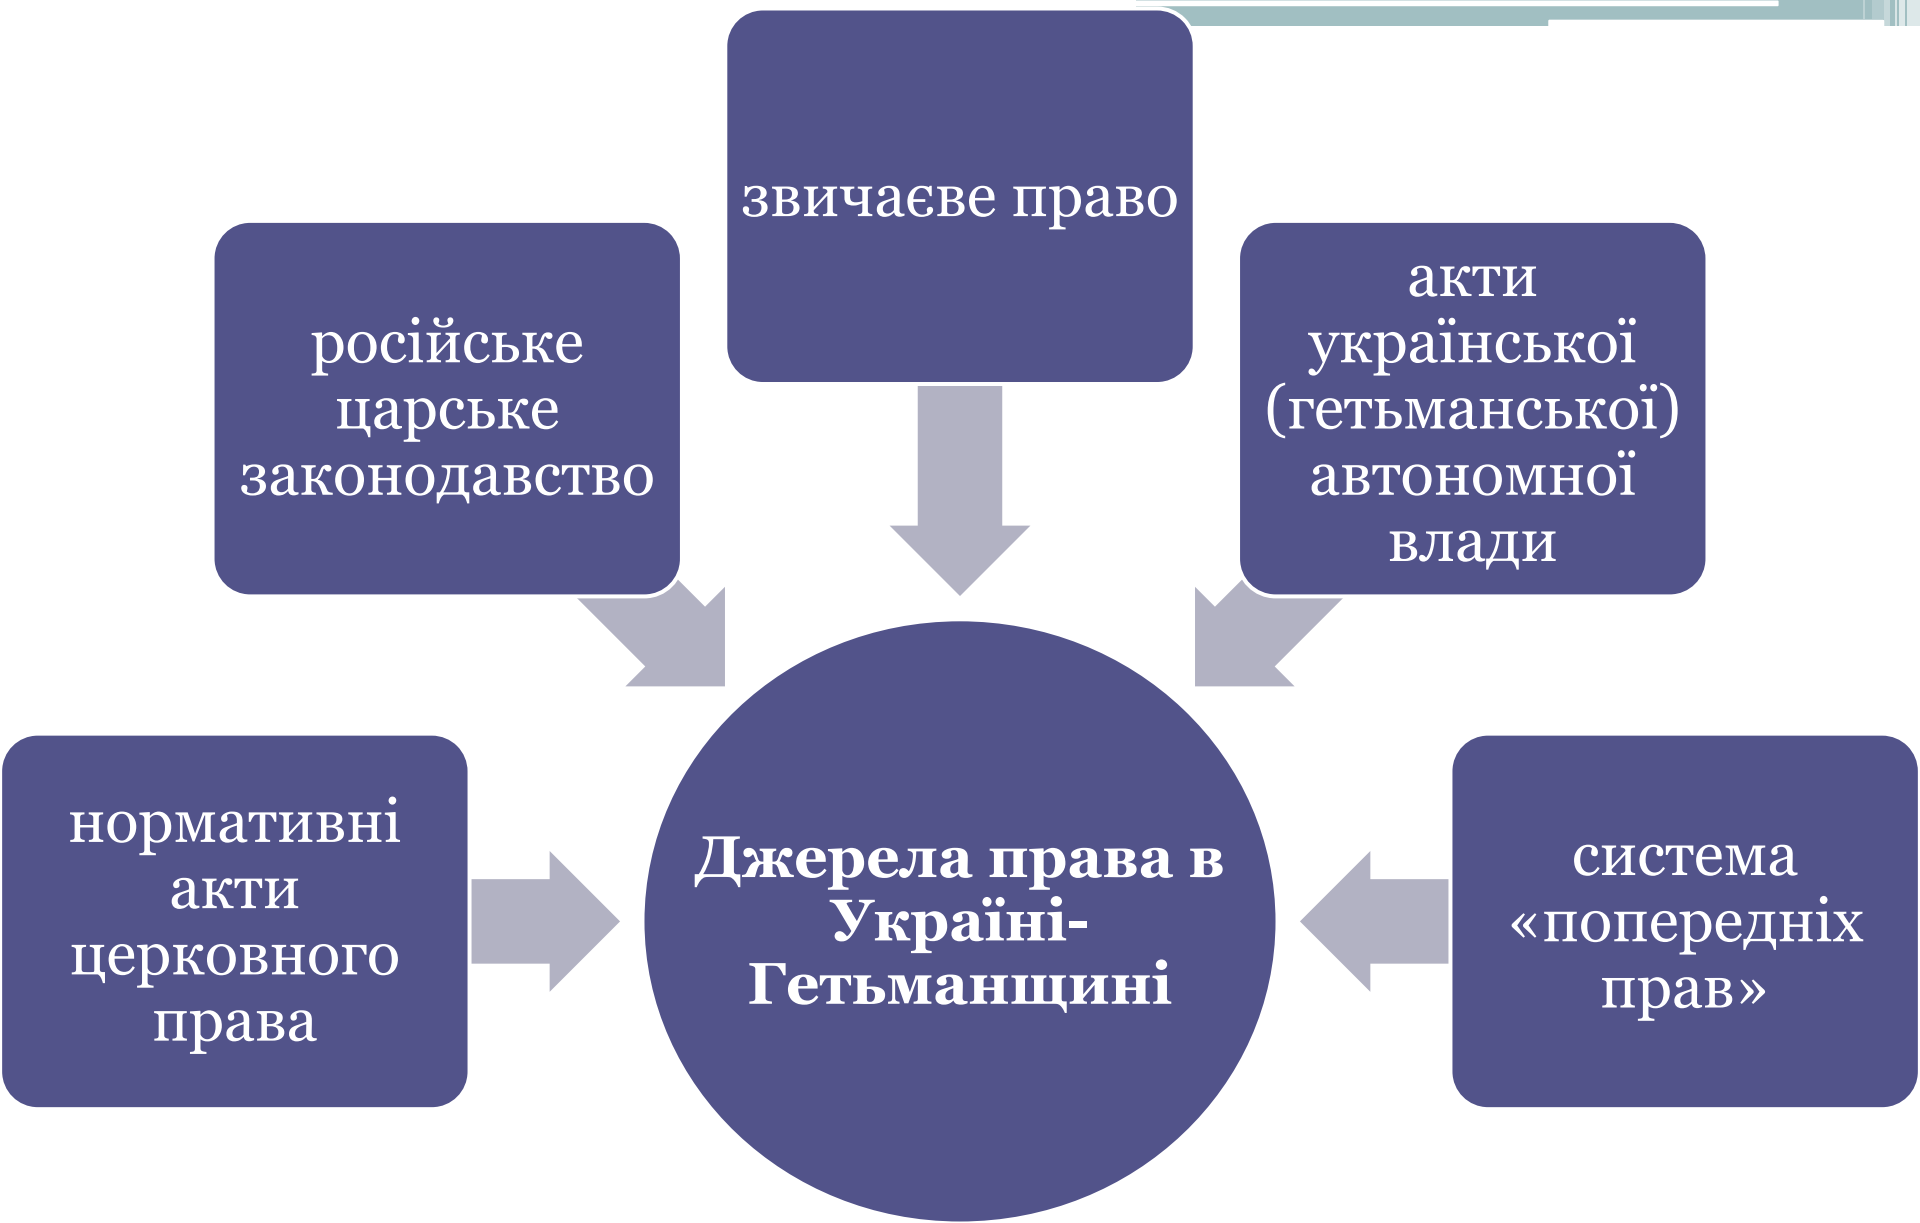 звичаєве право
російське
царське
законодавство
акти
української
(гетьманської)
автономної
влади
нормативні
акти
церковного
права
Джерела права в
Україні-
Гетьманщині
система
«попередніх
прав»